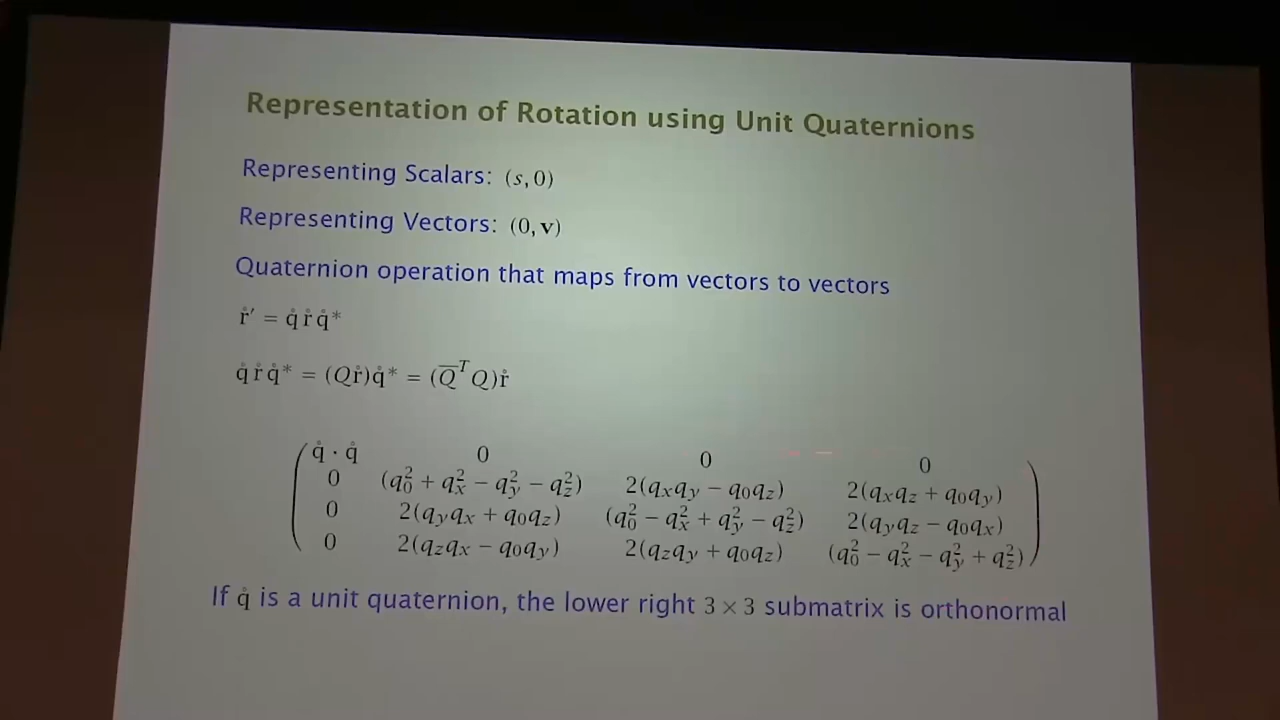 Representation of Rotation using Unit Quaternions
Representing Scalars: (s, 0)
Representing Vectors: (0, v)
Quaternion operation that maps from vectors to vectors
r̊′ = q̊ r̊ q̊*
q̊ r̊ q̊* = (Qr̊)q̊* = (Q̅ᵀQ)r̊
q̊ · q̊ 0 0 0
0 (q₀² + qₓ² − q_y² − q_z²) 2(qₓq_y − q₀q_z) 2(qₓq_z + q₀q_y)
0 2(q_yqₓ + q₀q_z) (q₀² − qₓ² + q_y² − q_z²) 2(q_yq_z − q₀qₓ)
0 2(q_zqₓ − q₀q_y) 2(q_zq_y + q₀q_z) (q₀² − qₓ² − q_y² + q_z²)
If q̊ is a unit quaternion, the lower right 3 × 3 submatrix is orthonormal